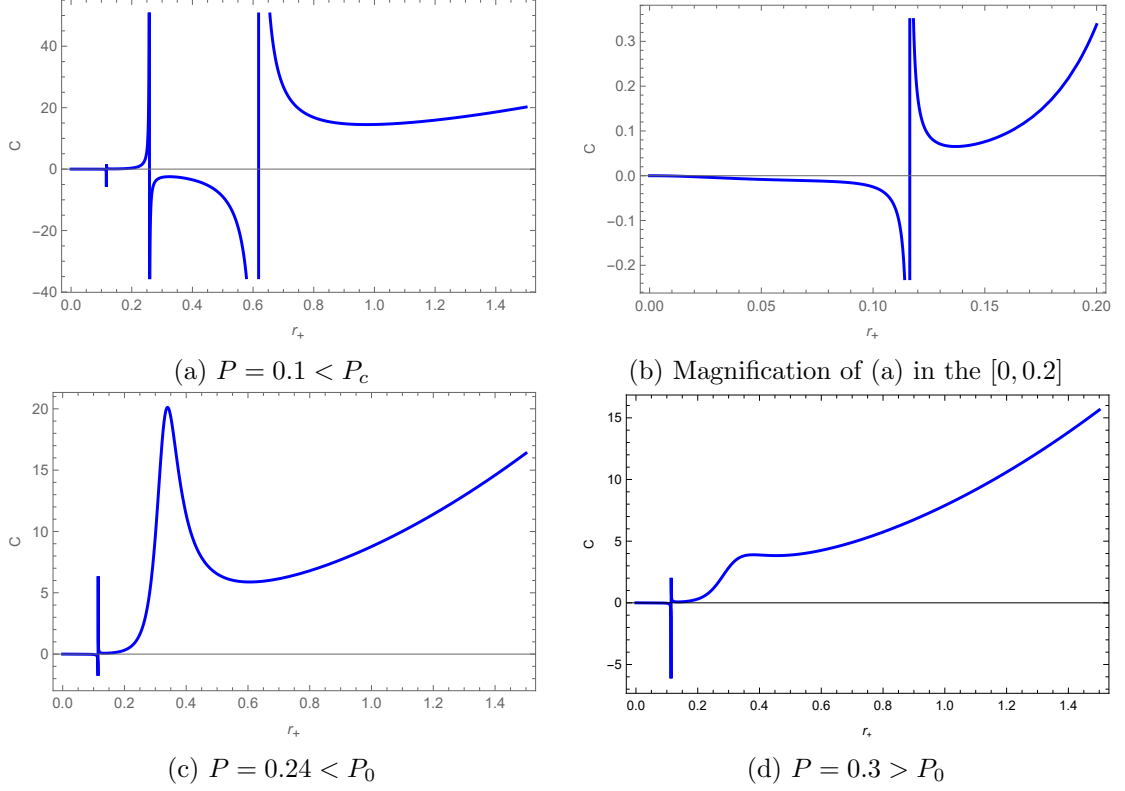 40
20
0
−20
−40
C
0.0 0.2 0.4 0.6 0.8 1.0 1.2 1.4
r+
(a) P = 0.1 < Pc
0.3
0.2
0.1
0.0
−0.1
−0.2
C
0.00 0.05 0.10 0.15 0.20
r+
(b) Magnification of (a) in the [0, 0.2]
20
15
10
5
0
C
0.0 0.2 0.4 0.6 0.8 1.0 1.2 1.4
r+
(c) P = 0.24 < P0
15
10
5
0
−5
C
0.0 0.2 0.4 0.6 0.8 1.0 1.2 1.4
r+
(d) P = 0.3 > P0